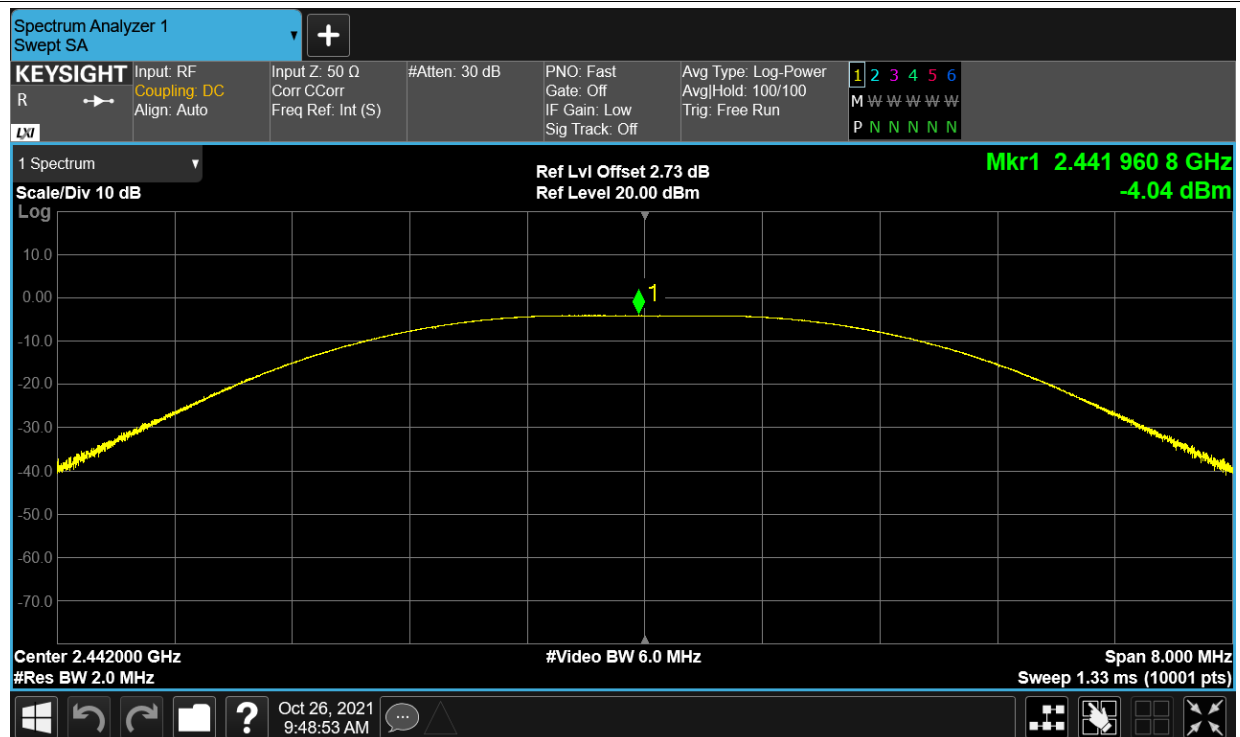 Spectrum Analyzer 1
Swept SA
KEYSIGHT
R
LXI
Input: RF
Coupling: DC
Align: Auto
Input Z: 50 Ω
Corr CCorr
Freq Ref: Int (S)
#Atten: 30 dB
PNO: Fast
Gate: Off
IF Gain: Low
Sig Track: Off
Avg Type: Log-Power
Avg|Hold: 100/100
Trig: Free Run
1 2 3 4 5 6
M W W W W W
P N N N N N
1 Spectrum
Scale/Div 10 dB
Log
Ref Lvl Offset 2.73 dB
Ref Level 20.00 dBm
Mkr1 2.441 960 8 GHz
-4.04 dBm
10.0
0.00
-10.0
-20.0
-30.0
-40.0
-50.0
-60.0
-70.0
1
Center 2.442000 GHz
#Res BW 2.0 MHz
#Video BW 6.0 MHz
Span 8.000 MHz
Sweep 1.33 ms (10001 pts)
?
Oct 26, 2021
9:48:53 AM